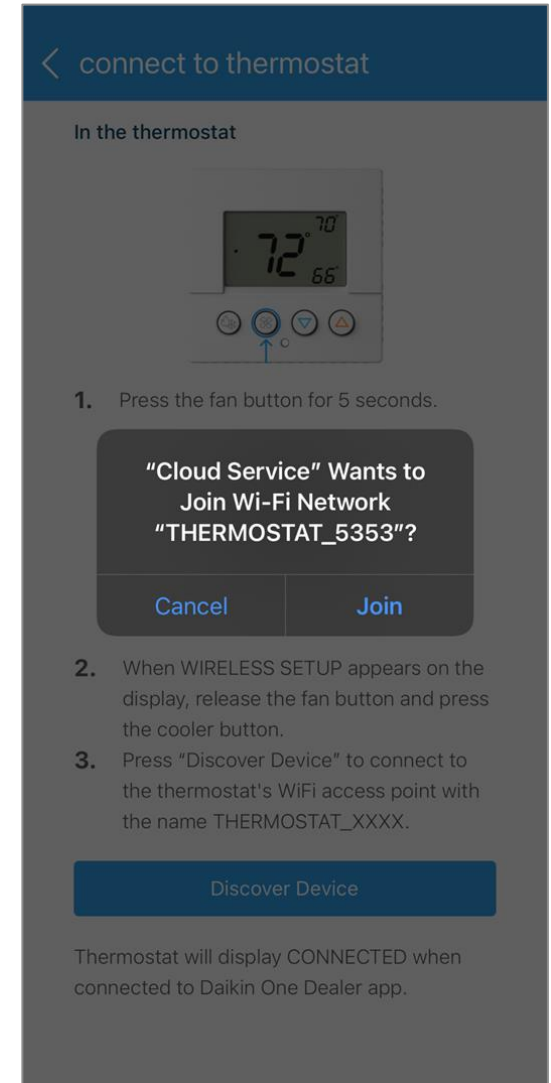 connect to thermostat
In the thermostat
70°
72°
66°
1. Press the fan button for 5 seconds.
“Cloud Service” Wants to
Join Wi-Fi Network
“THERMOSTAT_5353”?
Cancel Join
2. When WIRELESS SETUP appears on the
display, release the fan button and press
the cooler button.
3. Press “Discover Device” to connect to
the thermostat's WiFi access point with
the name THERMOSTAT_XXXX.
Discover Device
Thermostat will display CONNECTED when
connected to Daikin One Dealer app.